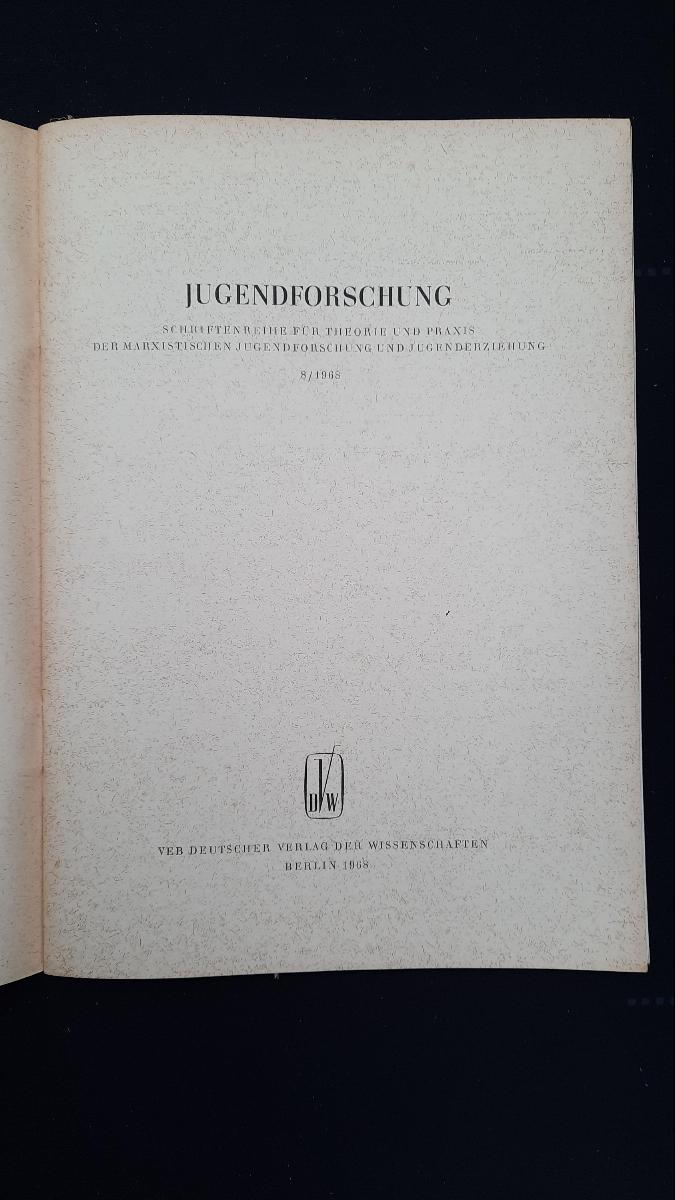 JUGENDFORSCHUNG
SCHRIFTENREIHE FÜR THEORIE UND PRAXIS
DER MARXISTISCHEN JUGENDFORSCHUNG UND JUGENDERZIEHUNG
8/1968
DVW
VEB DEUTSCHER VERLAG DER WISSENSCHAFTEN
BERLIN 1968